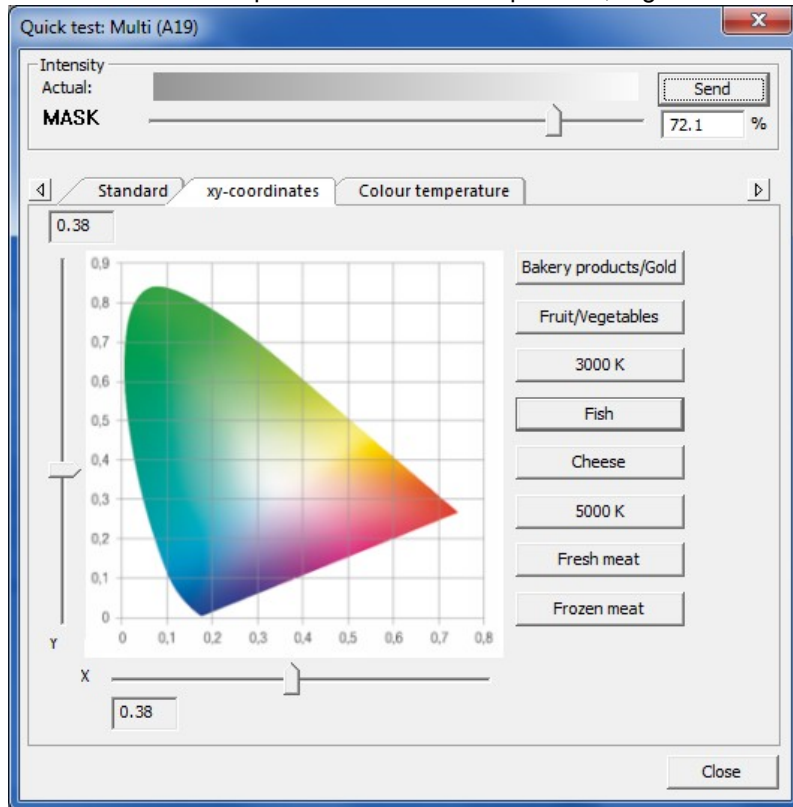 Quick test: Multi (A19)
Intensity
Actual:
Send
MASK
72.1 %
Standard
xy-coordinates
Colour temperature
0.38
0,9
0,8
0,7
0,6
0,5
0,4
0,3
0,2
0,1
0
Y
0 0,1 0,2 0,3 0,4 0,5 0,6 0,7 0,8
X
0.38
Bakery products/Gold
Fruit/Vegetables
3000 K
Fish
Cheese
5000 K
Fresh meat
Frozen meat
Close